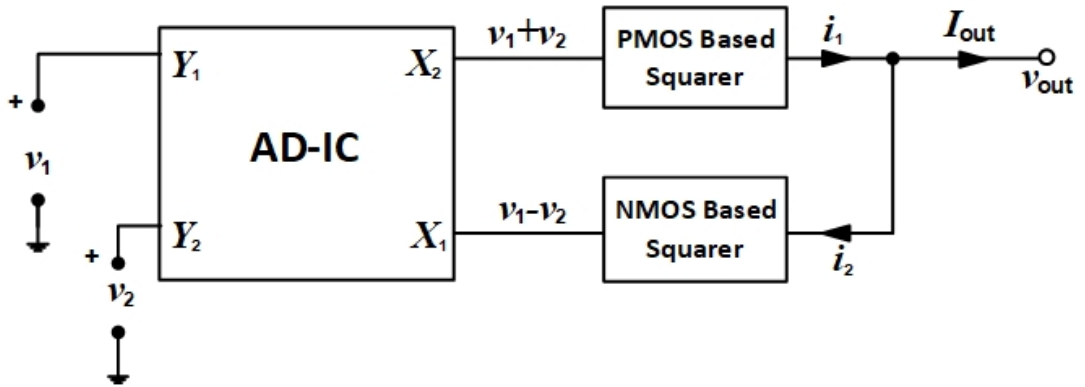 v1+v2
PMOS Based
Squarer
i1
Iout
vout
+
v1
Y1
X2
AD-IC
v1-v2
NMOS Based
Squarer
i2
+
v2
Y2
X1